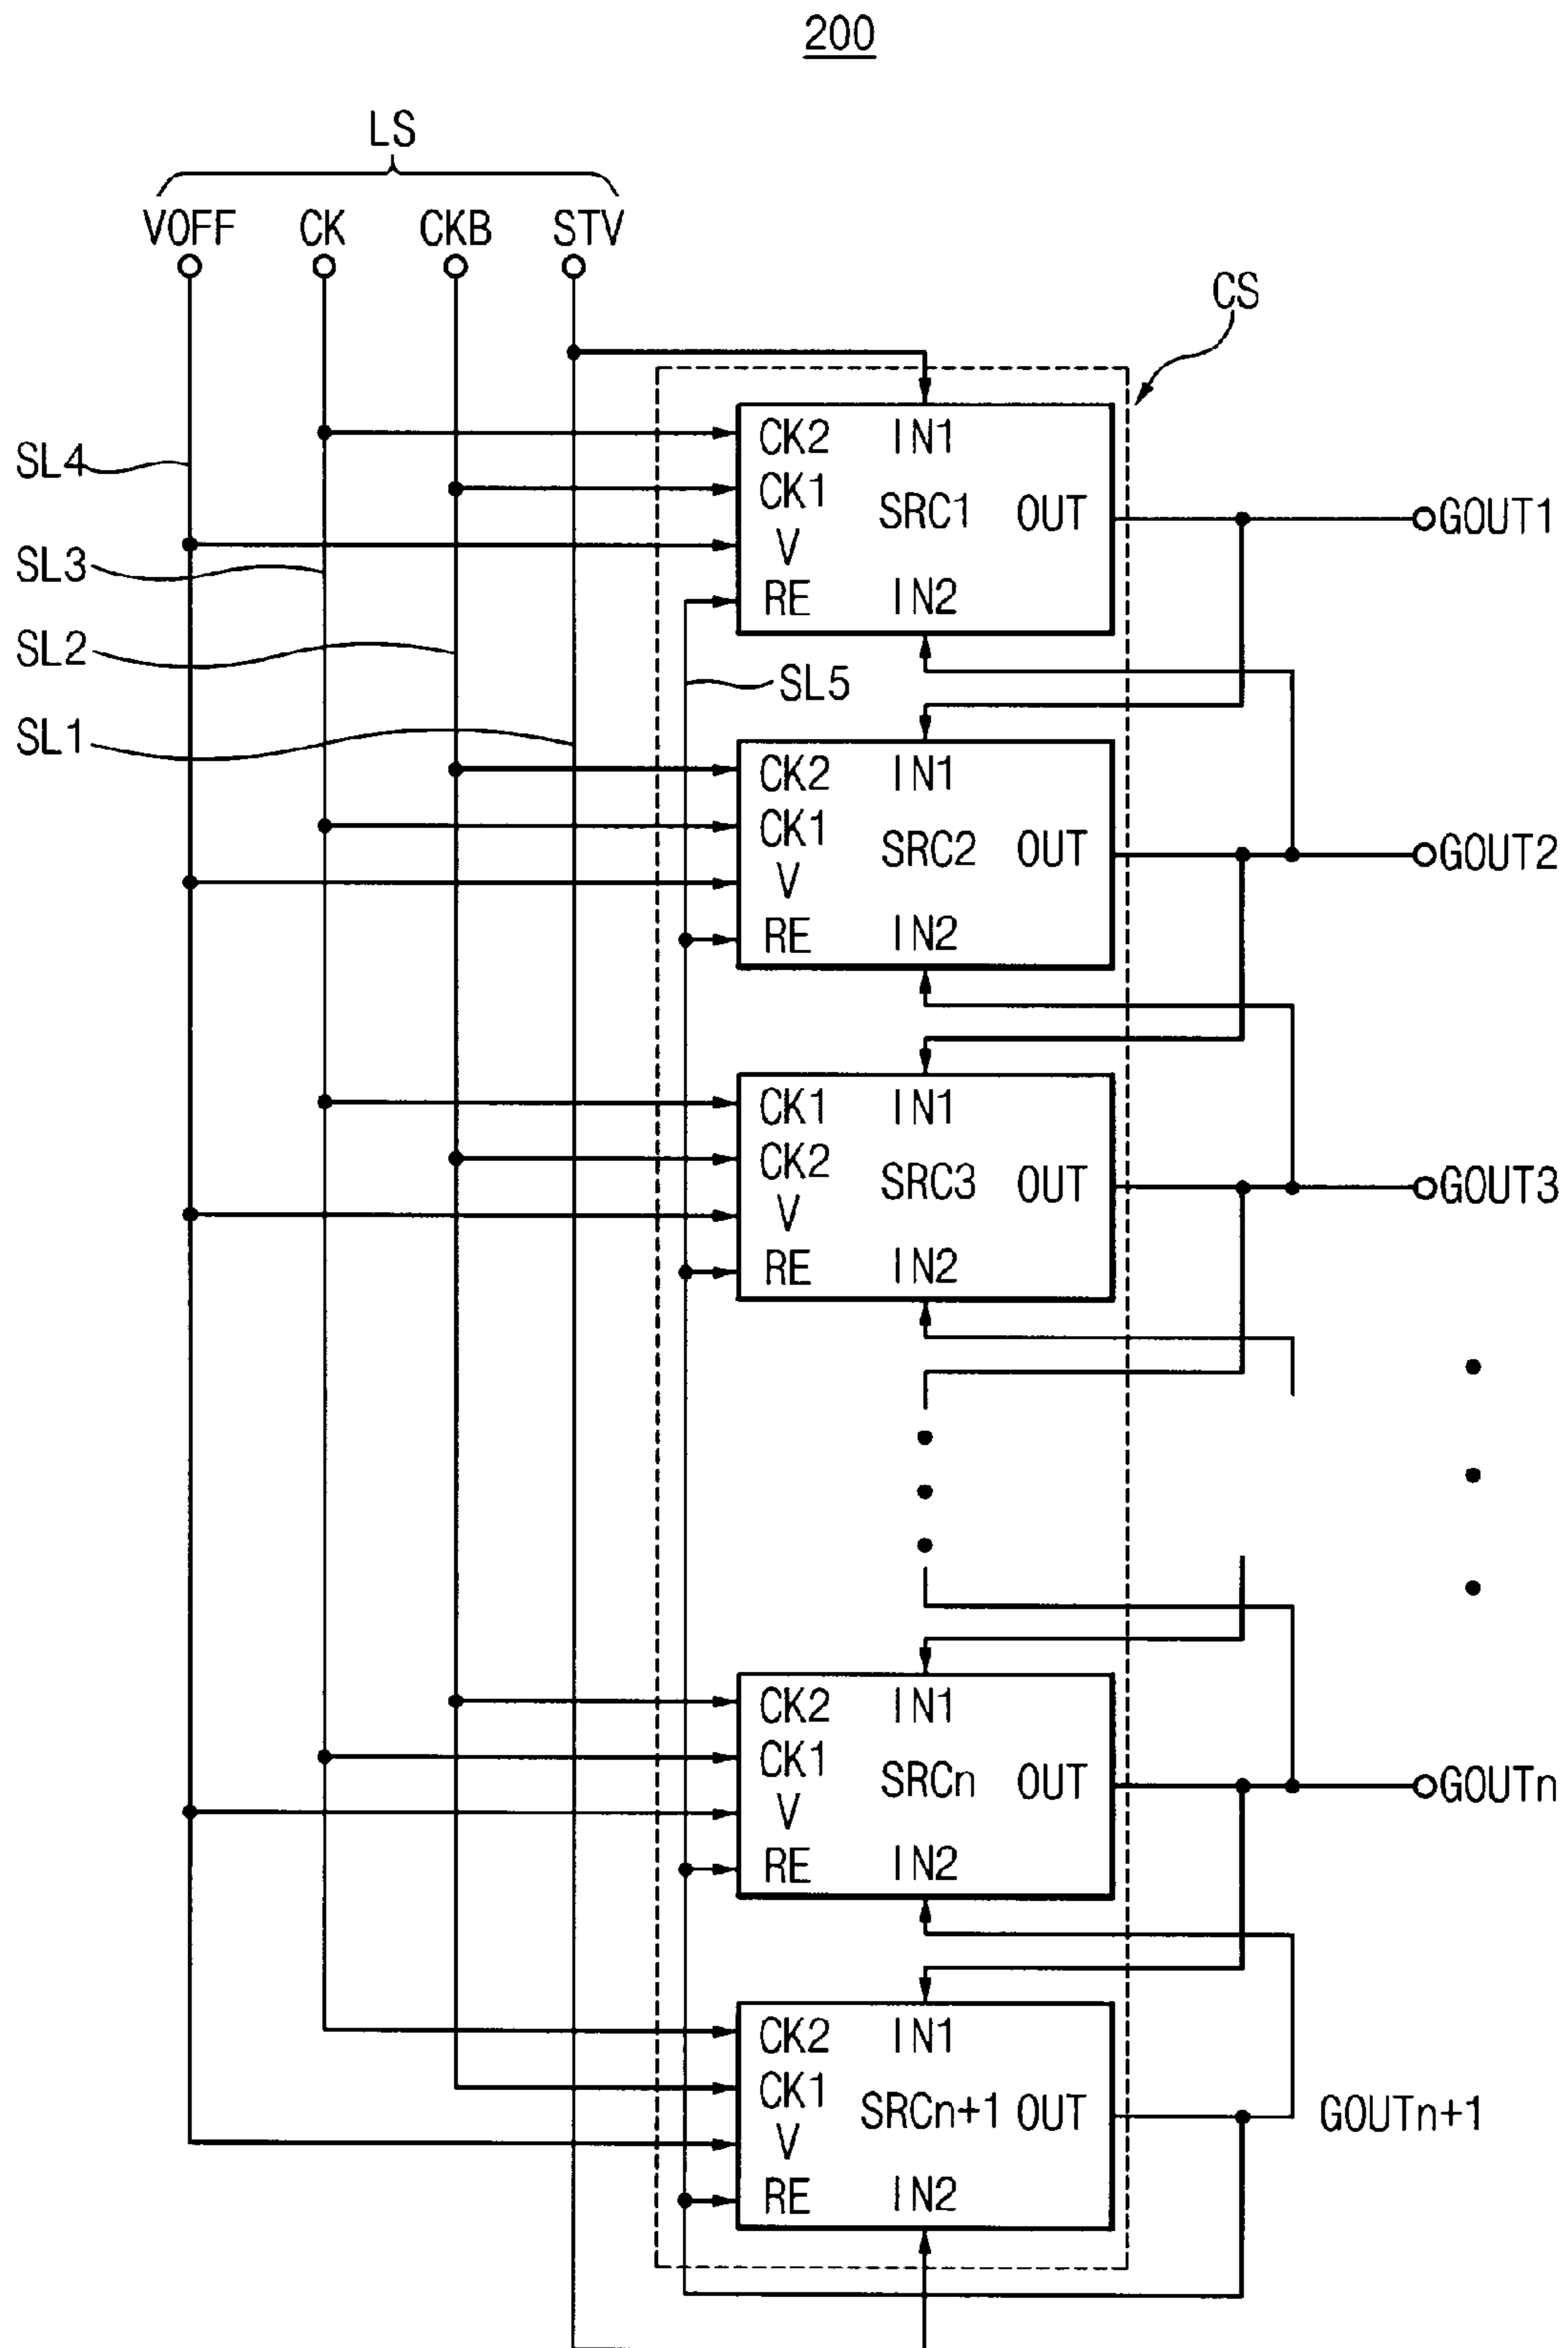 200
LS
VOFF CK CKB STV
CS
CK2 IN1
CK1
SRC1 OUT
GOUT1
V
RE IN2
SL4
SL3
SL2
SL1
SL5
CK2 IN1
CK1
SRC2 OUT
GOUT2
V
RE IN2
CK1 IN1
CK2
SRC3 OUT
GOUT3
V
RE IN2
CK2 IN1
CK1
SRCn OUT
GOUTn
V
RE IN2
CK2 IN1
CK1
SRCn+1 OUT
GOUTn+1
V
RE IN2